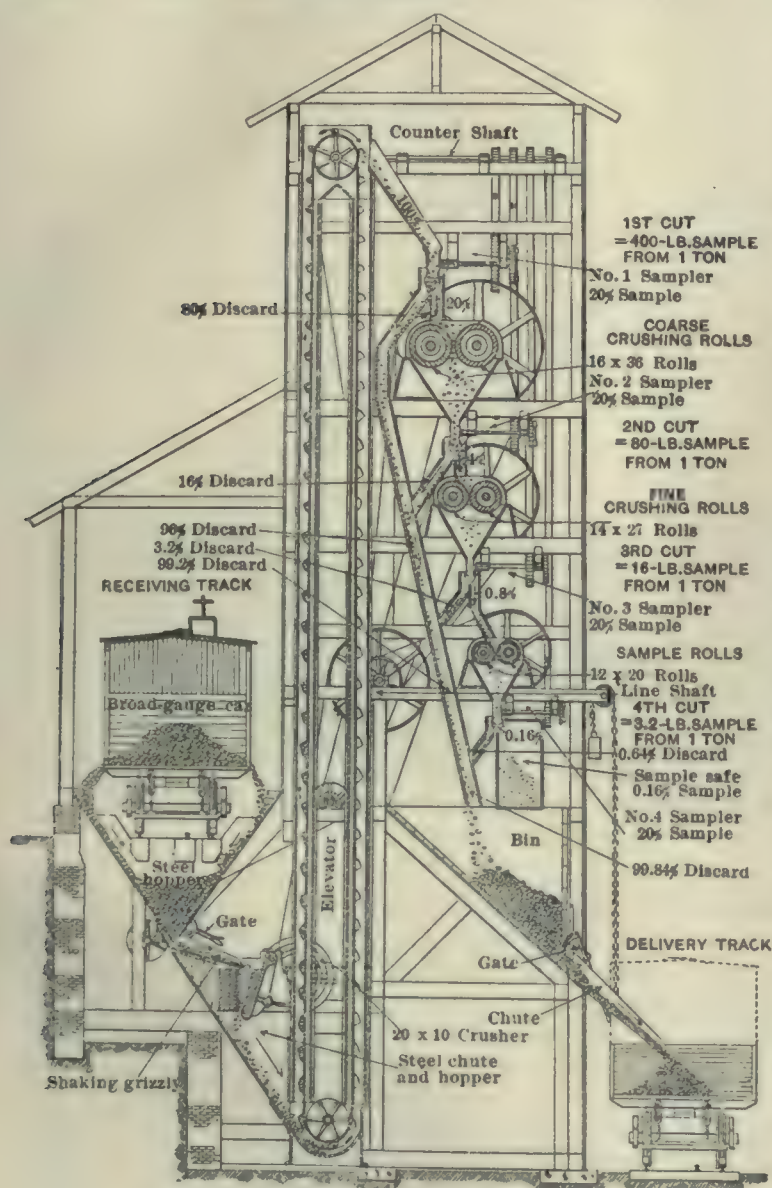 Counter Shaft
100%
1ST CUT
=400-LB.SAMPLE
FROM 1 TON
No. 1 Sampler
20% Sample
80% Discard
20%
COARSE
CRUSHING ROLLS
16 x 36 Rolls
No. 2 Sampler
20% Sample
2ND CUT
=80-LB.SAMPLE
FROM 1 TON
4%
16% Discard
FINE
CRUSHING ROLLS
14 x 27 Rolls
96% Discard
3.2% Discard
99.2% Discard
3RD CUT
=16-LB.SAMPLE
FROM 1 TON
0.8%
No. 3 Sampler
20% Sample
RECEIVING TRACK
SAMPLE ROLLS
12 x 20 Rolls
Line Shaft
4TH CUT
=3.2-LB.SAMPLE
FROM 1 TON
0.16%
0.64% Discard
Broad-gauge car
Sample safe
0.16% Sample
No.4 Sampler
20% Sample
Bin
99.84% Discard
Steel
hopper
Elevator
Gate
Gate
DELIVERY TRACK
Chute
20 x 10 Crusher
Steel chute
and hopper
Shaking grizzly